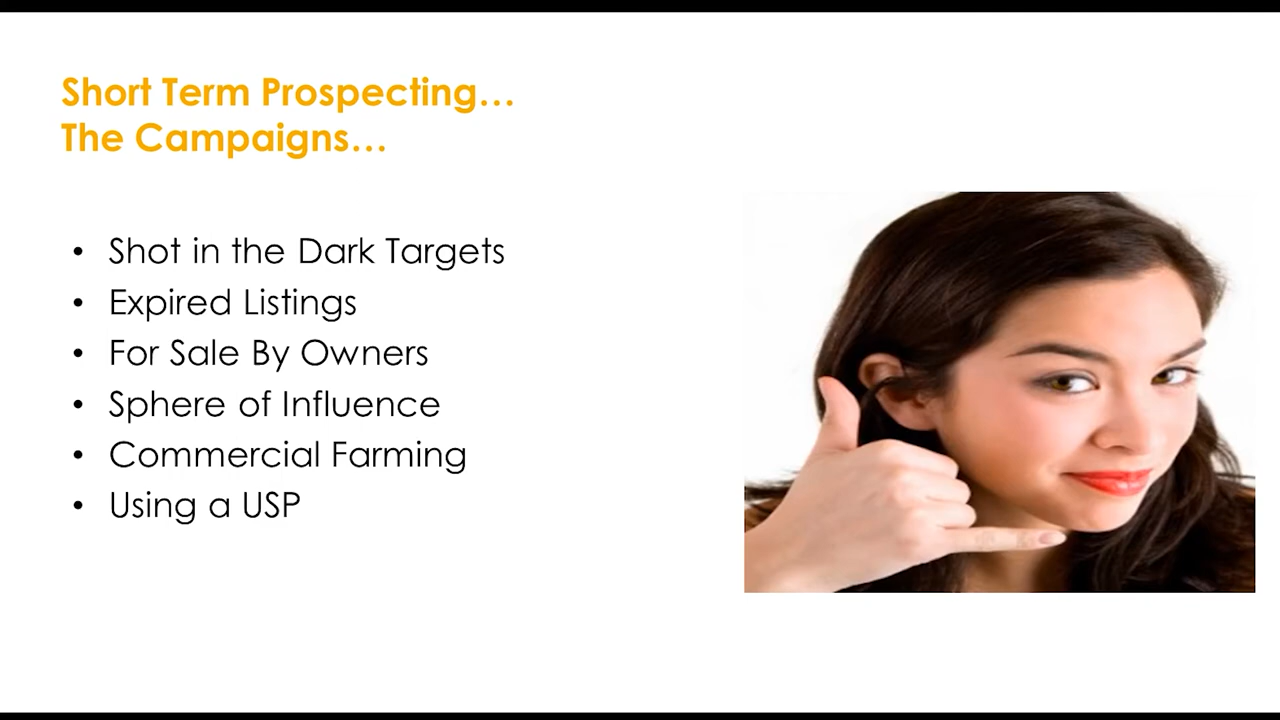 Short Term Prospecting…
The Campaigns…
• Shot in the Dark Targets
• Expired Listings
• For Sale By Owners
• Sphere of Influence
• Commercial Farming
• Using a USP